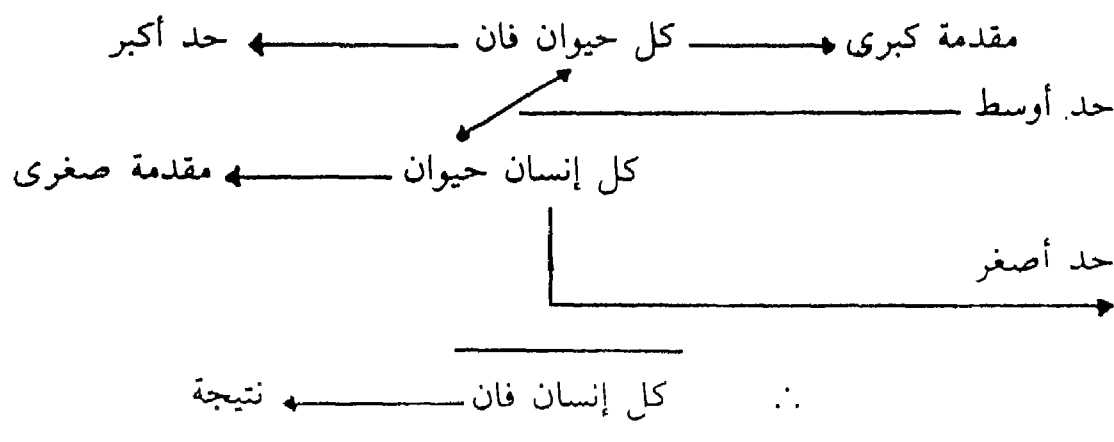 مقدمة كبرى كل حيوان فان حد أكبر
حد أوسط
كل إنسان حيوان مقدمة صغرى
حد أصغر
∴ كل إنسان فان نتيجة